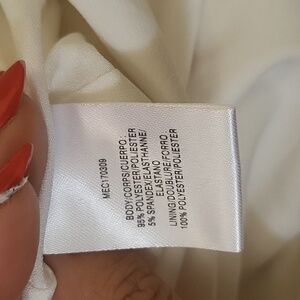 MEC170309
BODY/CORPS/CUERPO:
95% POLYESTER/POLIESTER
5% SPANDEX/ELASTHANNE/
ELASTANO
LINING/DOUBLURE/FORRO:
100% POLYESTER/POLIESTER